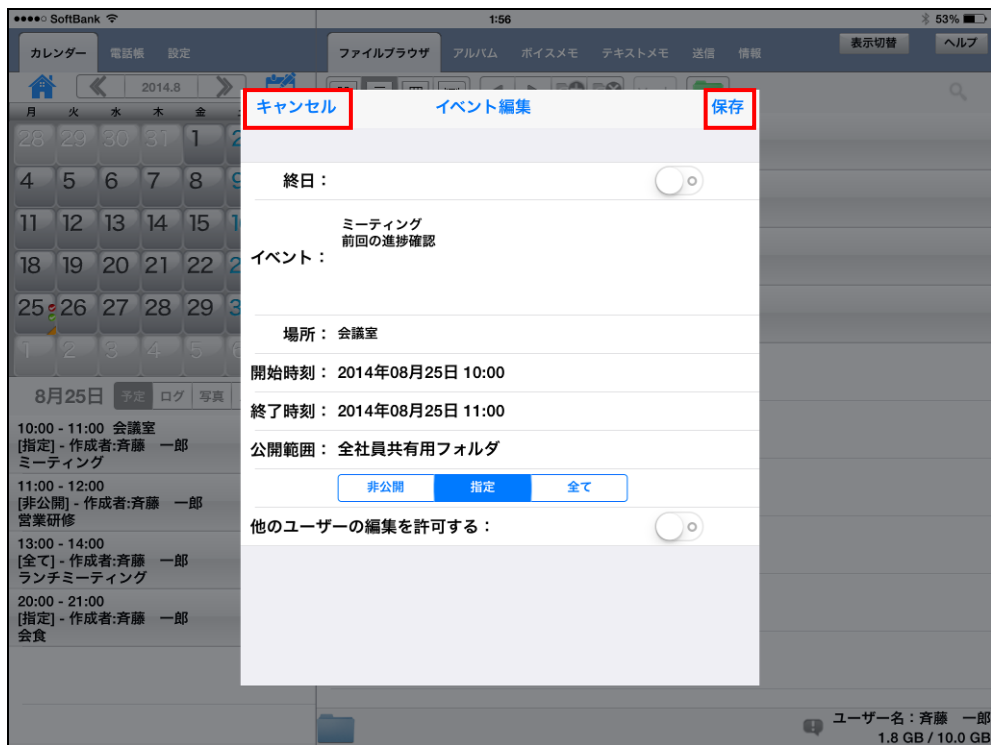 SoftBank
1:56
53%
カレンダー
電話帳
設定
ファイルブラウザ
アルバム
ボイスメモ
テキストメモ
送信
情報
表示切替
ヘルプ
2014.8
月 火 水 木 金
28 29 30 31 1 2
4 5 6 7 8 9
11 12 13 14 15
18 19 20 21 22 2
25 26 27 28 29 3
1 2 3 4 5 6
8月25日
予定
ログ
写真
10:00 - 11:00 会議室
[指定] - 作成者:斉藤 一郎
ミーティング
11:00 - 12:00
[非公開] - 作成者:斉藤 一郎
営業研修
13:00 - 14:00
[全て] - 作成者:斉藤 一郎
ランチミーティング
20:00 - 21:00
[指定] - 作成者:斉藤 一郎
会食
キャンセル
イベント編集
保存
終日：
イベント：
ミーティング
前回の進捗確認
場所： 会議室
開始時刻： 2014年08月25日 10:00
終了時刻： 2014年08月25日 11:00
公開範囲： 全社員共有用フォルダ
非公開
指定
全て
他のユーザーの編集を許可する：
ユーザー名：斉藤 一郎
1.8 GB / 10.0 GB